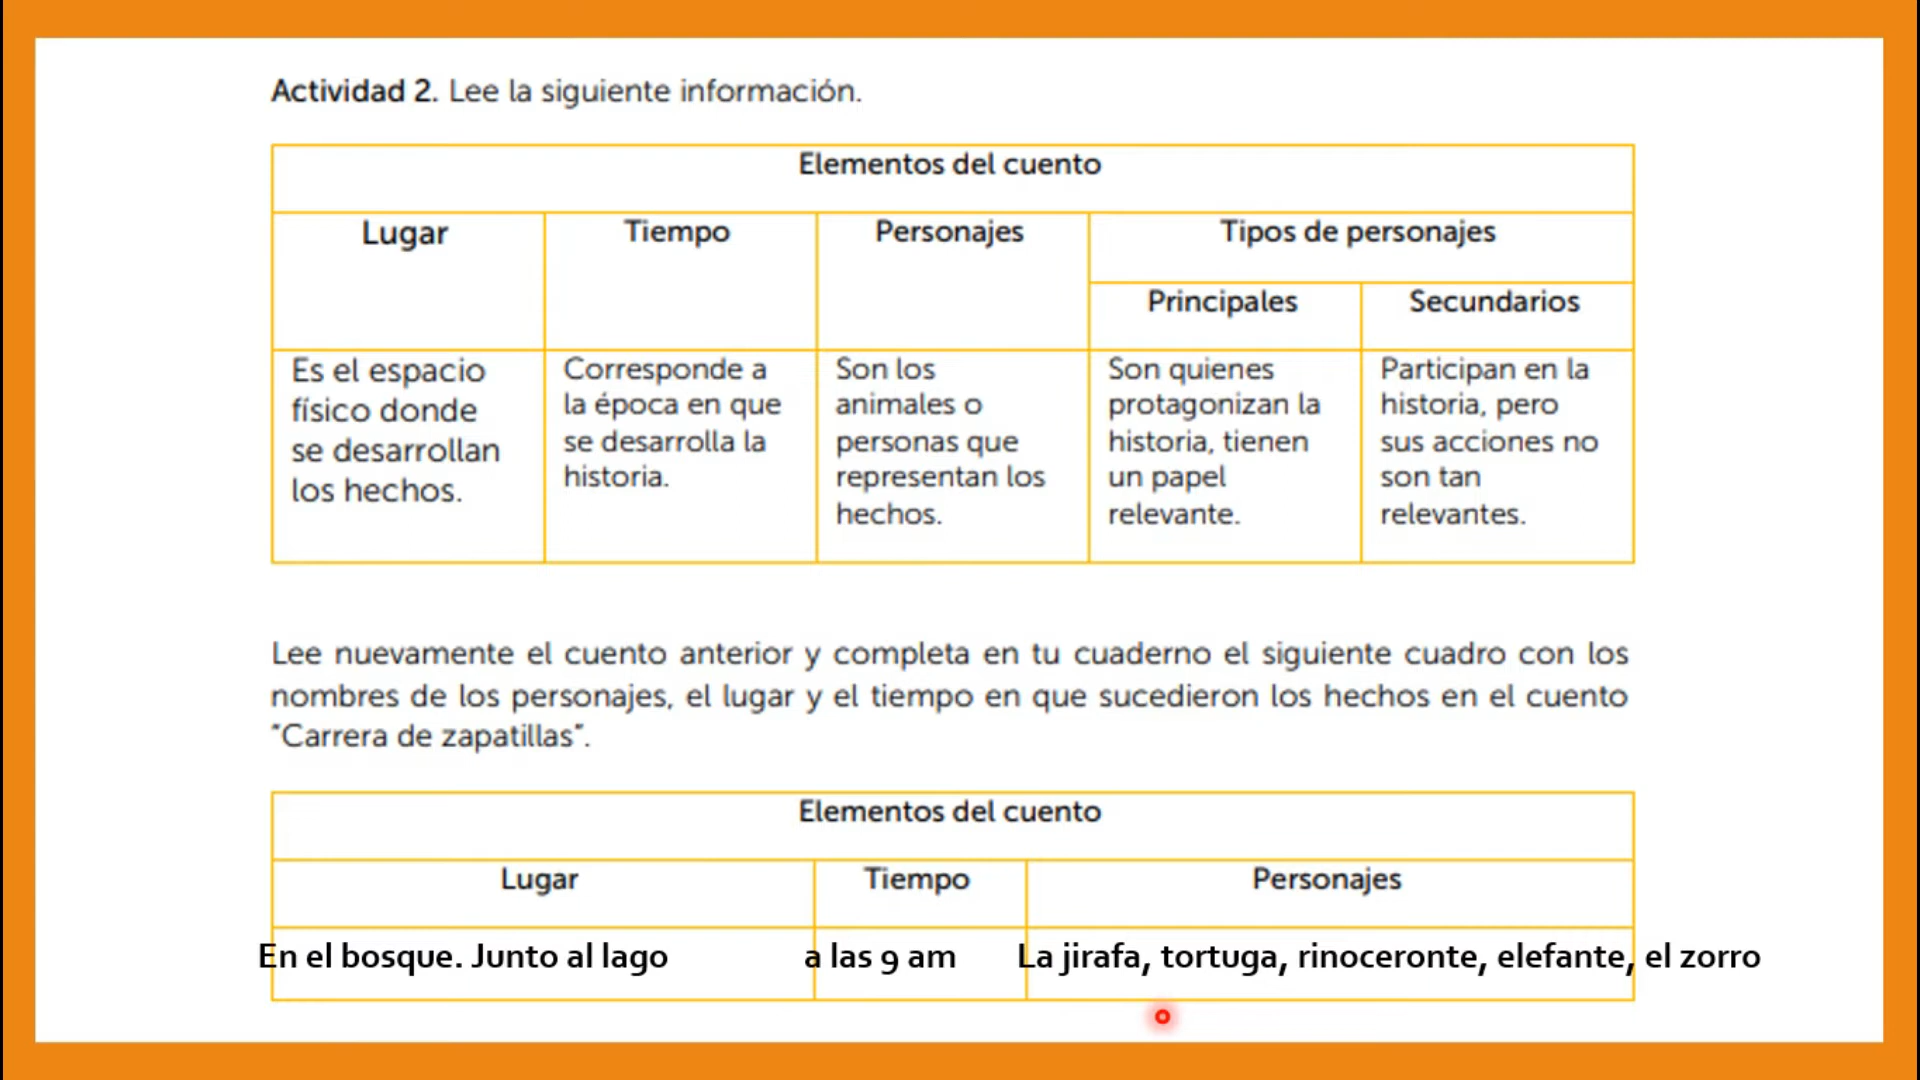 Actividad 2. Lee la siguiente información.
Elementos del cuento
Lugar
Tiempo
Personajes
Tipos de personajes
Principales
Secundarios
Es el espacio
físico donde
se desarrollan
los hechos.
Corresponde a
la época en que
se desarrolla la
historia.
Son los
animales o
personas que
representan los
hechos.
Son quienes
protagonizan la
historia, tienen
un papel
relevante.
Participan en la
historia, pero
sus acciones no
son tan
relevantes.
Lee nuevamente el cuento anterior y completa en tu cuaderno el siguiente cuadro con los
nombres de los personajes, el lugar y el tiempo en que sucedieron los hechos en el cuento
"Carrera de zapatillas".
Elementos del cuento
Lugar
Tiempo
Personajes
En el bosque. Junto al lago
a las 9 am
La jirafa, tortuga, rinoceronte, elefante, el zorro